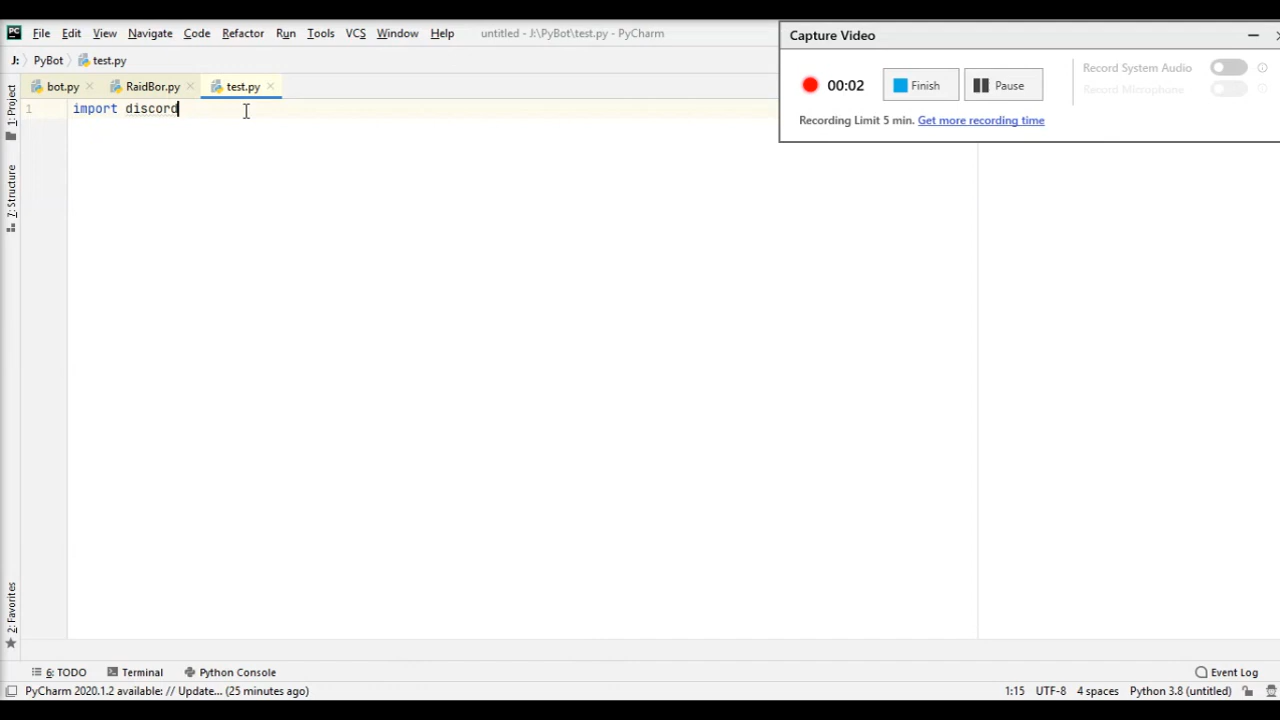 PC File Edit View Navigate Code Refactor Run Tools VCS Window Help untitled - J:\PyBot\test.py - PyCharm
Capture Video
J: PyBot test.py
bot.py RaidBor.py test.py
00:02 Finish Pause
Record System Audio
Record Microphone
Recording Limit 5 min. Get more recording time
1 import discord
1: Project
7: Structure
2: Favorites
6: TODO Terminal Python Console Event Log
PyCharm 2020.1.2 available: // Update... (25 minutes ago) 1:15 UTF-8 4 spaces Python 3.8 (untitled)